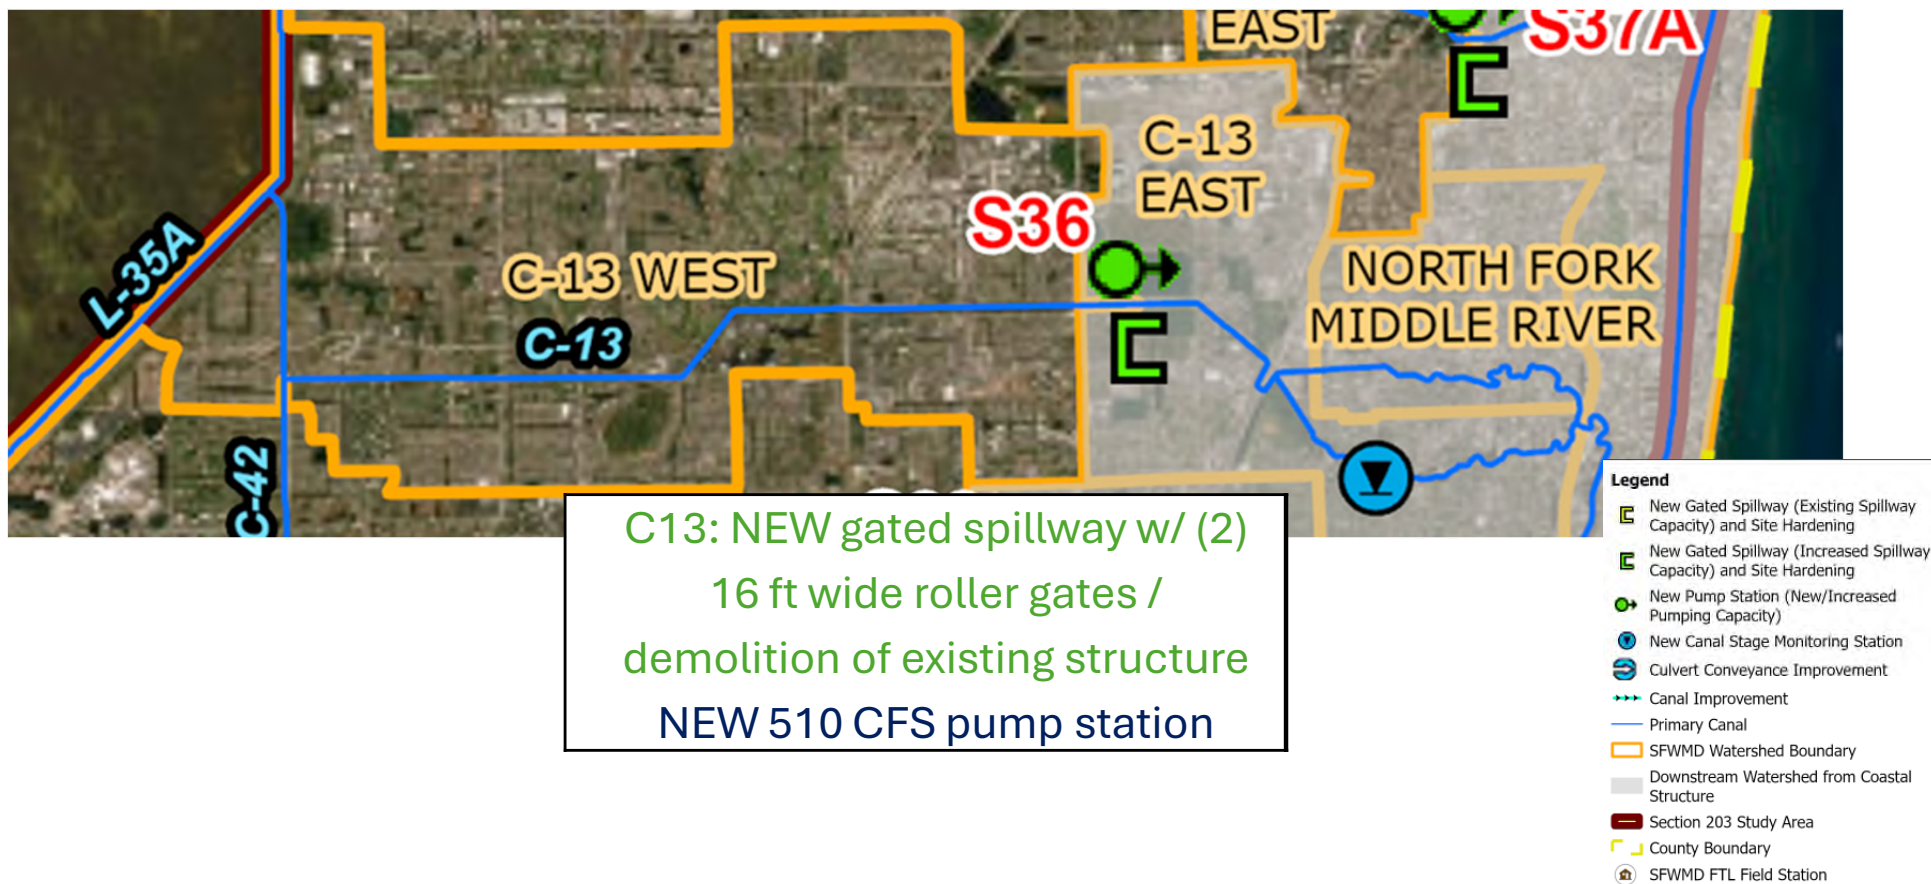 EAST
S37A
C-13
EAST
S36
L-35A
C-13 WEST
NORTH FORK
MIDDLE RIVER
C-13
C-42
C13: NEW gated spillway w/ (2)
16 ft wide roller gates /
demolition of existing structure
NEW 510 CFS pump station
Legend
New Gated Spillway (Existing Spillway
Capacity) and Site Hardening
New Gated Spillway (Increased Spillway
Capacity) and Site Hardening
New Pump Station (New/Increased
Pumping Capacity)
New Canal Stage Monitoring Station
Culvert Conveyance Improvement
Canal Improvement
Primary Canal
SFWMD Watershed Boundary
Downstream Watershed from Coastal
Structure
Section 203 Study Area
County Boundary
SFWMD FTL Field Station